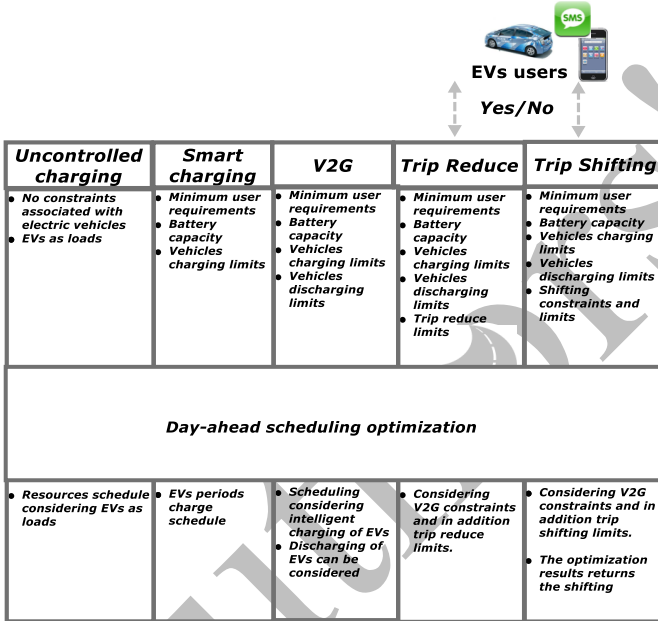 SMS
EVs users
Yes/No
Uncontrolled
charging
Smart
charging
V2G
Trip Reduce
Trip Shifting
• No constraints
associated with
electric vehicles
• EVs as loads
• Minimum user
requirements
• Battery
capacity
• Vehicles
charging limits
• Minimum user
requirements
• Battery
capacity
• Vehicles
charging limits
• Vehicles
discharging
limits
• Minimum user
requirements
• Battery
capacity
• Vehicles
charging limits
• Vehicles
discharging
limits
• Trip reduce
limits
• Minimum user
requirements
• Battery capacity
• Vehicles charging
limits
• Vehicles
discharging limits
• Shifting
constraints and
limits
Day-ahead scheduling optimization
• Resources schedule
considering EVs as
loads
• EVs periods
charge
schedule
• Scheduling
considering
intelligent
charging of EVs
• Discharging of
EVs can be
considered
• Considering
V2G constraints
and in addition
trip reduce
limits.
• Considering V2G
constraints and in
addition trip
shifting limits.
• The optimization
results returns
the shifting